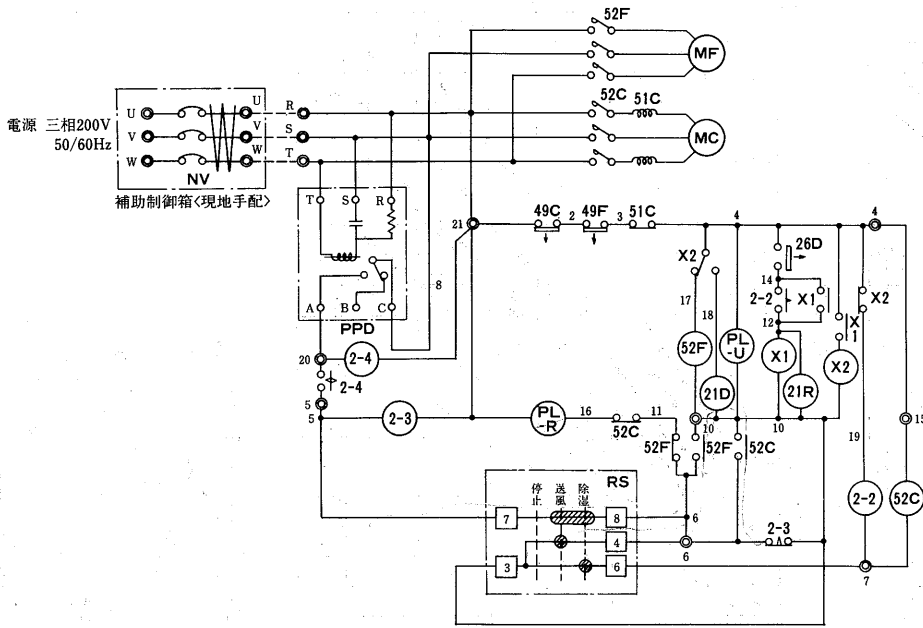 52F
MF
電源 三相200V
50/60Hz
U
V
W
U
V
W
NV
補助制御箱<現地手配>
R
S
T
52C
51C
MC
T
S
R
A
B
C
PPD
8
21
49C
2
49F
3
51C
4
4
X2
17
18
52F
21D
PL
-U
26D
14
2-2
X1
12
X1
21R
X
1
X2
X2
19
15
20
2-4
2-4
5
5
2-3
PL
-R
16
52C
11
52F
10
52F
52C
10
2-2
52C
停止
送風
除湿
RS
7
8
6
4
6
2-3
3
6
7